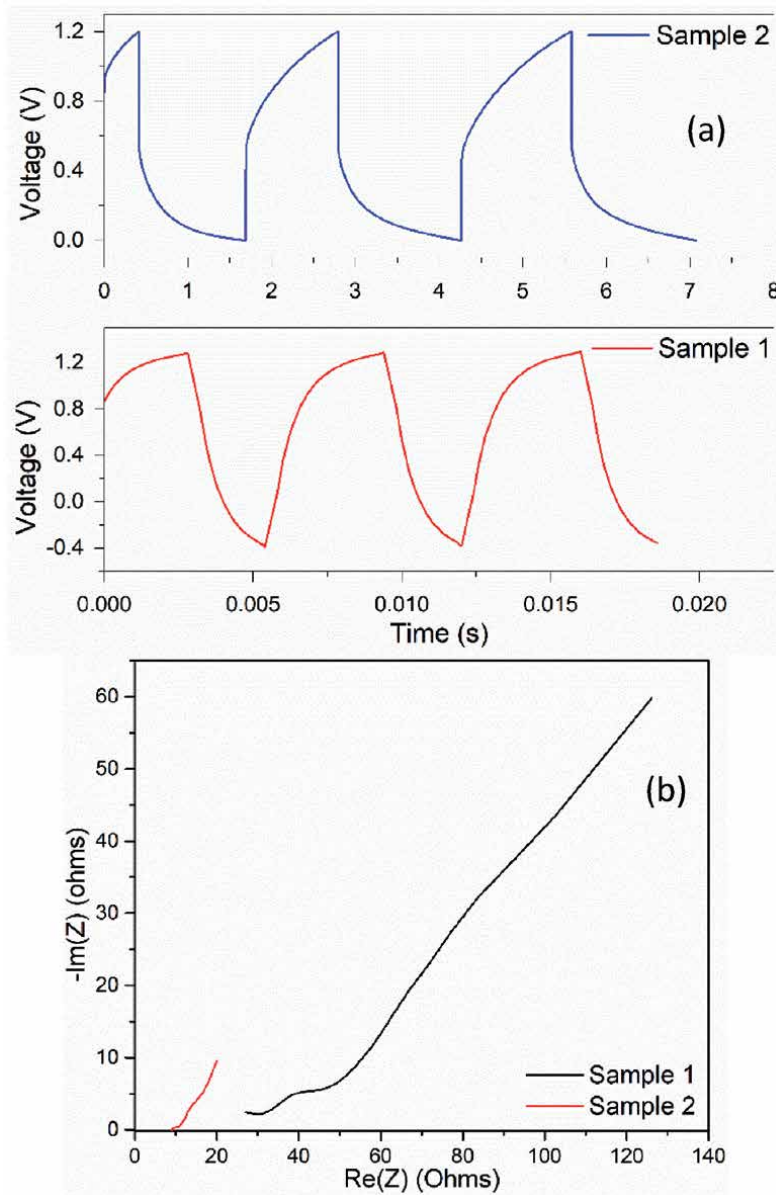 Sample 2
(a)
Voltage (V)
1.2
0.8
0.4
0.0
0 1 2 3 4 5 6 7 8
Sample 1
Voltage (V)
1.2
0.8
0.4
0.0
-0.4
0.000 0.005 0.010 0.015 0.020
Time (s)
(b)
-Im(Z) (ohms)
60
50
40
30
20
10
0
Sample 1
Sample 2
0 20 40 60 80 100 120 140
Re(Z) (Ohms)